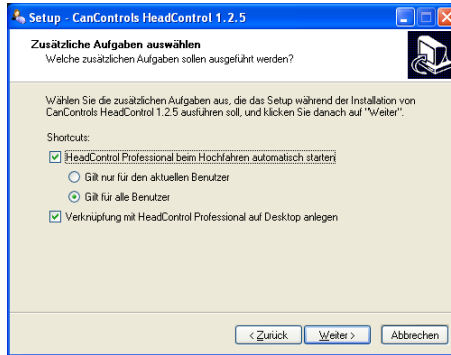 Setup - CanControls HeadControl 1.2.5
Zusätzliche Aufgaben auswählen
Welche zusätzlichen Aufgaben sollen ausgeführt werden?
Wählen Sie die zusätzlichen Aufgaben aus, die das Setup während der Installation von
CanControls HeadControl 1.2.5 ausführen soll, und klicken Sie danach auf "Weiter".
Shortcuts:
HeadControl Professional beim Hochfahren automatisch starten
Gilt nur für den aktuellen Benutzer
Gilt für alle Benutzer
Verknüpfung mit HeadControl Professional auf Desktop anlegen
< Zurück
Weiter >
Abbrechen